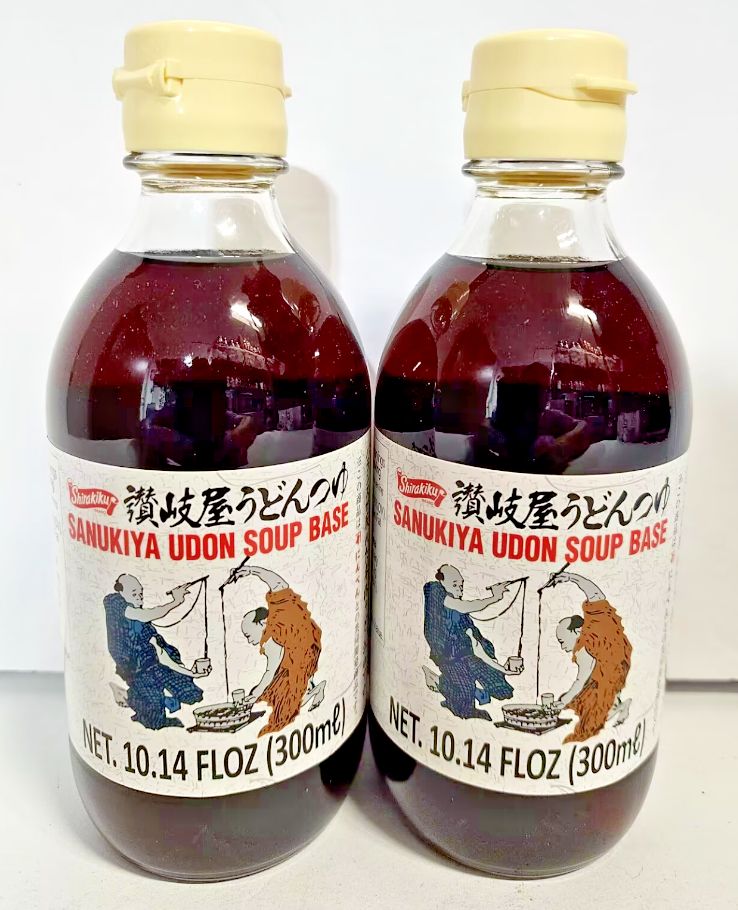 Shirakiku
讃岐屋うどんつゆ
SANUKIYA UDON SOUP BASE
NET. 10.14 FLOZ (300mℓ)
Shirakiku
讃岐屋うどんつゆ
SANUKIYA UDON SOUP BASE
NET. 10.14 FLOZ (300mℓ)